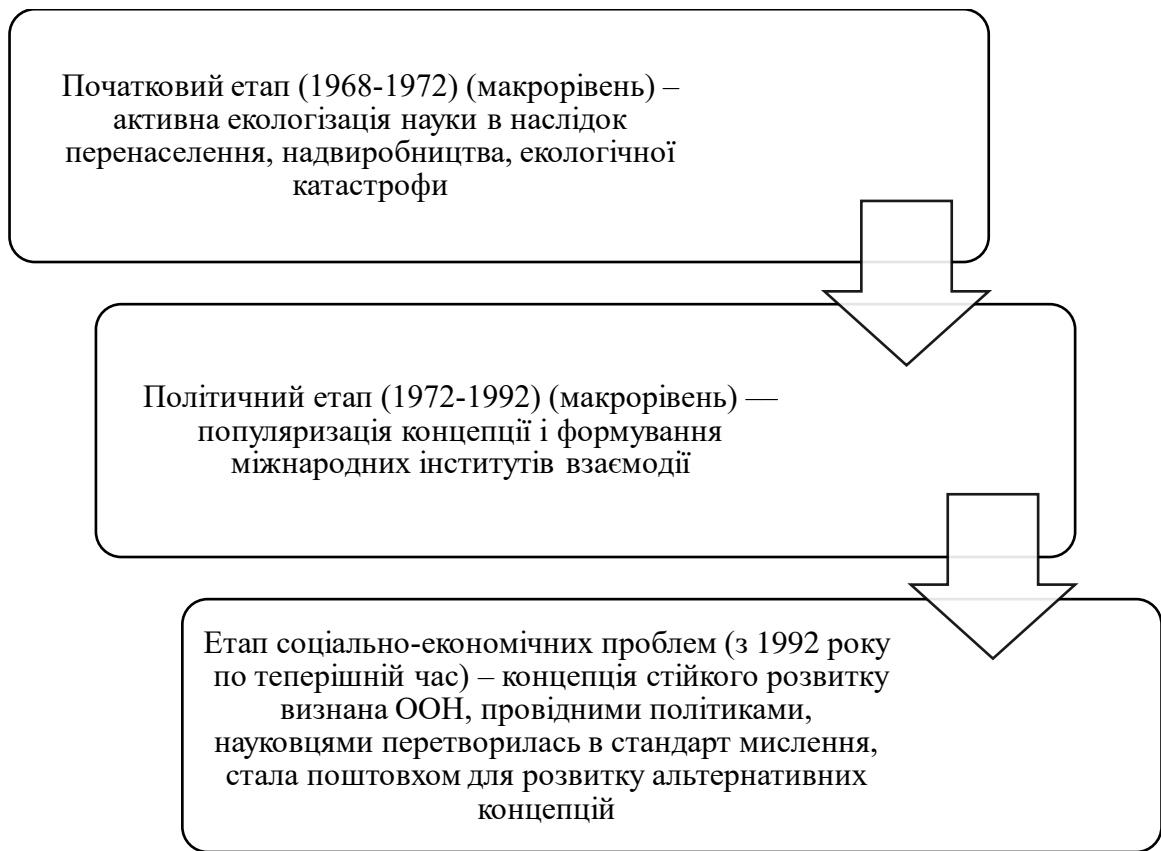 Початковий етап (1968-1972) (макрорівень) –
активна екологізація науки в наслідок
перенаселення, надвиробництва, екологічної
катастрофи
Політичний етап (1972-1992) (макрорівень) —
популяризація концепції і формування
міжнародних інститутів взаємодії
Етап соціально-економічних проблем (з 1992 року
по теперішній час) – концепція стійкого розвитку
визнана ООН, провідними політиками,
науковцями перетворилась в стандарт мислення,
стала поштовхом для розвитку альтернативних
концепцій